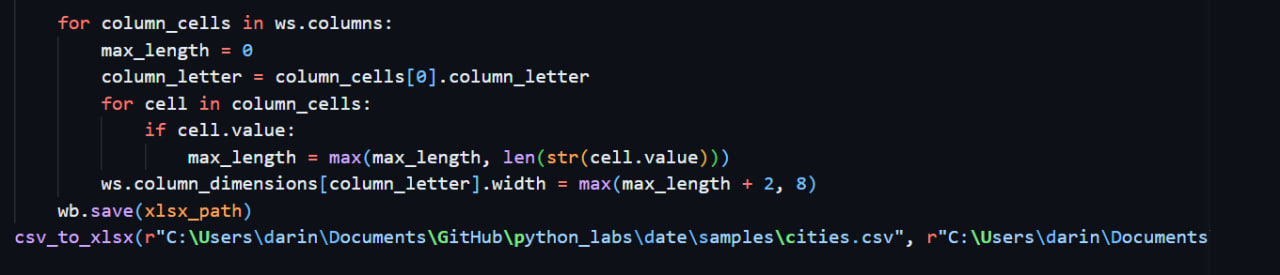 for column_cells in ws.columns:
max_length = 0
column_letter = column_cells[0].column_letter
for cell in column_cells:
if cell.value:
max_length = max(max_length, len(str(cell.value)))
ws.column_dimensions[column_letter].width = max(max_length + 2, 8)
wb.save(xlsx_path)
csv_to_xlsx(r"C:\Users\darin\Documents\GitHub\python_labs\date\samples\cities.csv", r"C:\Users\darin\Documents